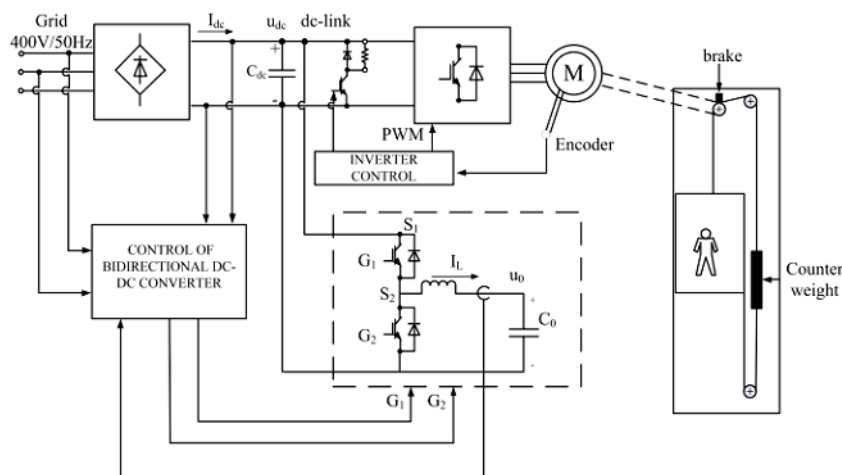 Grid
400V/50Hz
I_dc
u_dc
dc-link
+
C_dc
-
M
brake
PWM
Encoder
INVERTER
CONTROL
CONTROL OF
BIDIRECTIONAL DC-
DC CONVERTER
S_1
G_1
I_L
u_0
S_2
+
C_0
G_2
-
Counter
weight
G_1
G_2